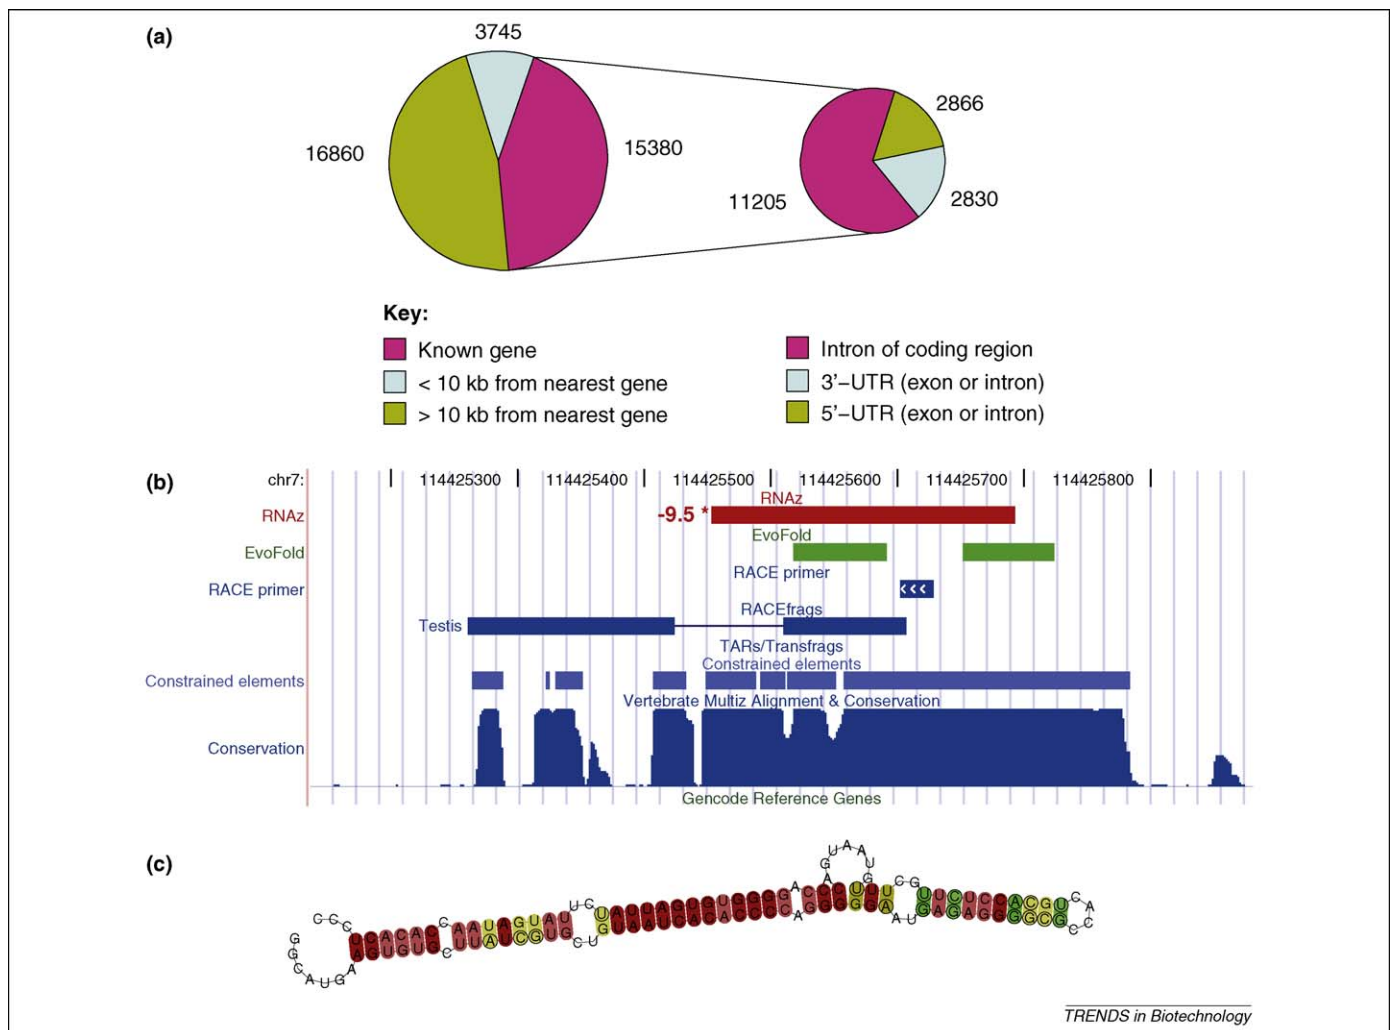 (a)
3745
16860
15380
2866
11205
2830
Key:
Known gene
< 10 kb from nearest gene
> 10 kb from nearest gene
Intron of coding region
3’–UTR (exon or intron)
5’–UTR (exon or intron)
(b)
chr7: 114425300 114425400 114425500 114425600 114425700 114425800
RNAz
RNAz -9.5 *
EvoFold
EvoFold
RACE primer
RACE primer
RACEfrags
Testis
TARs/Transfrags
Constrained elements
Constrained elements
Vertebrate Multiz Alignment & Conservation
Conservation
Gencode Reference Genes
(c)
TRENDS in Biotechnology